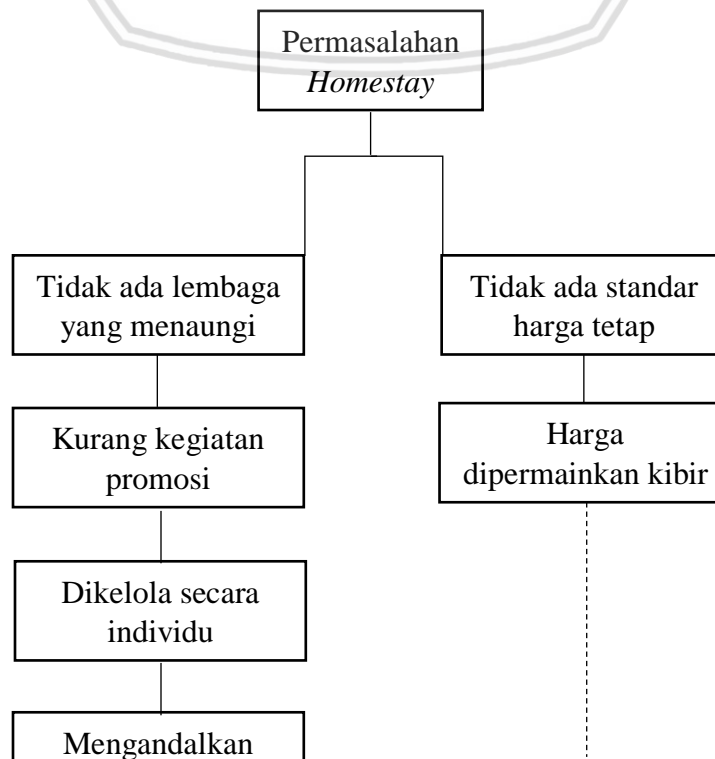 Permasalahan
Homestay
Tidak ada lembaga
yang menaungi
Tidak ada standar
harga tetap
Kurang kegiatan
promosi
Harga
dipermainkan kibir
Dikelola secara
individu
Mengandalkan